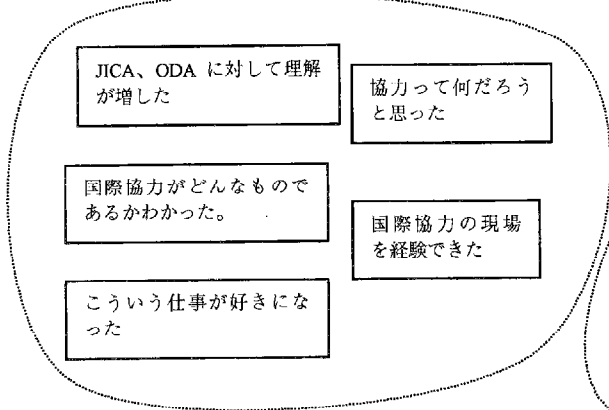 JICA、ODA に対して理解
が増した
協力って何だろう
と思った
国際協力がどんなもので
あるかわかった。
国際協力の現場
を経験できた
こういう仕事が好きにな
った